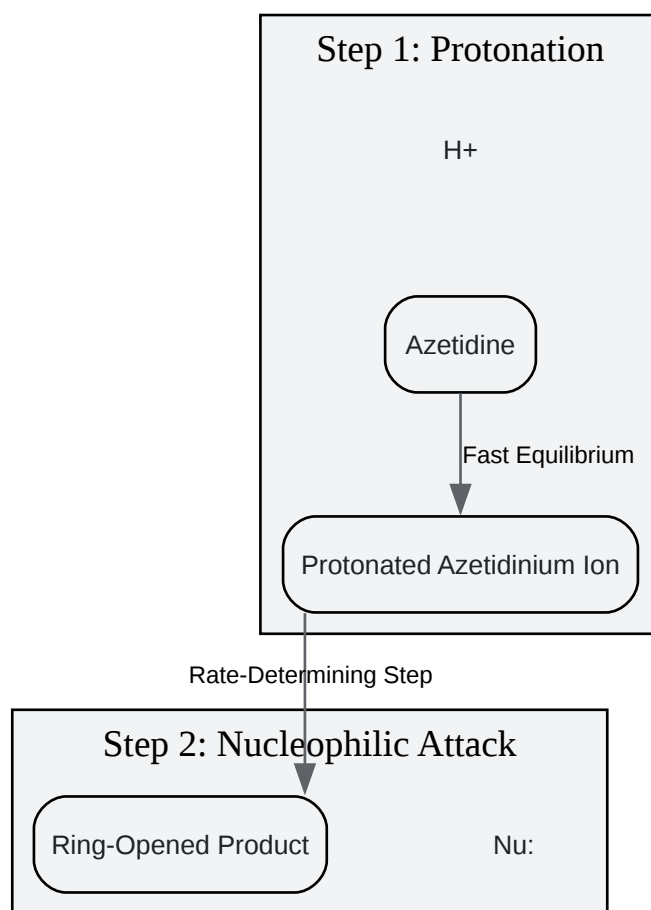 Step 1: Protonation
H+
Azetidine
Fast Equilibrium
Protonated Azetidinium Ion
Rate-Determining Step
Step 2: Nucleophilic Attack
Ring-Opened Product
Nu: